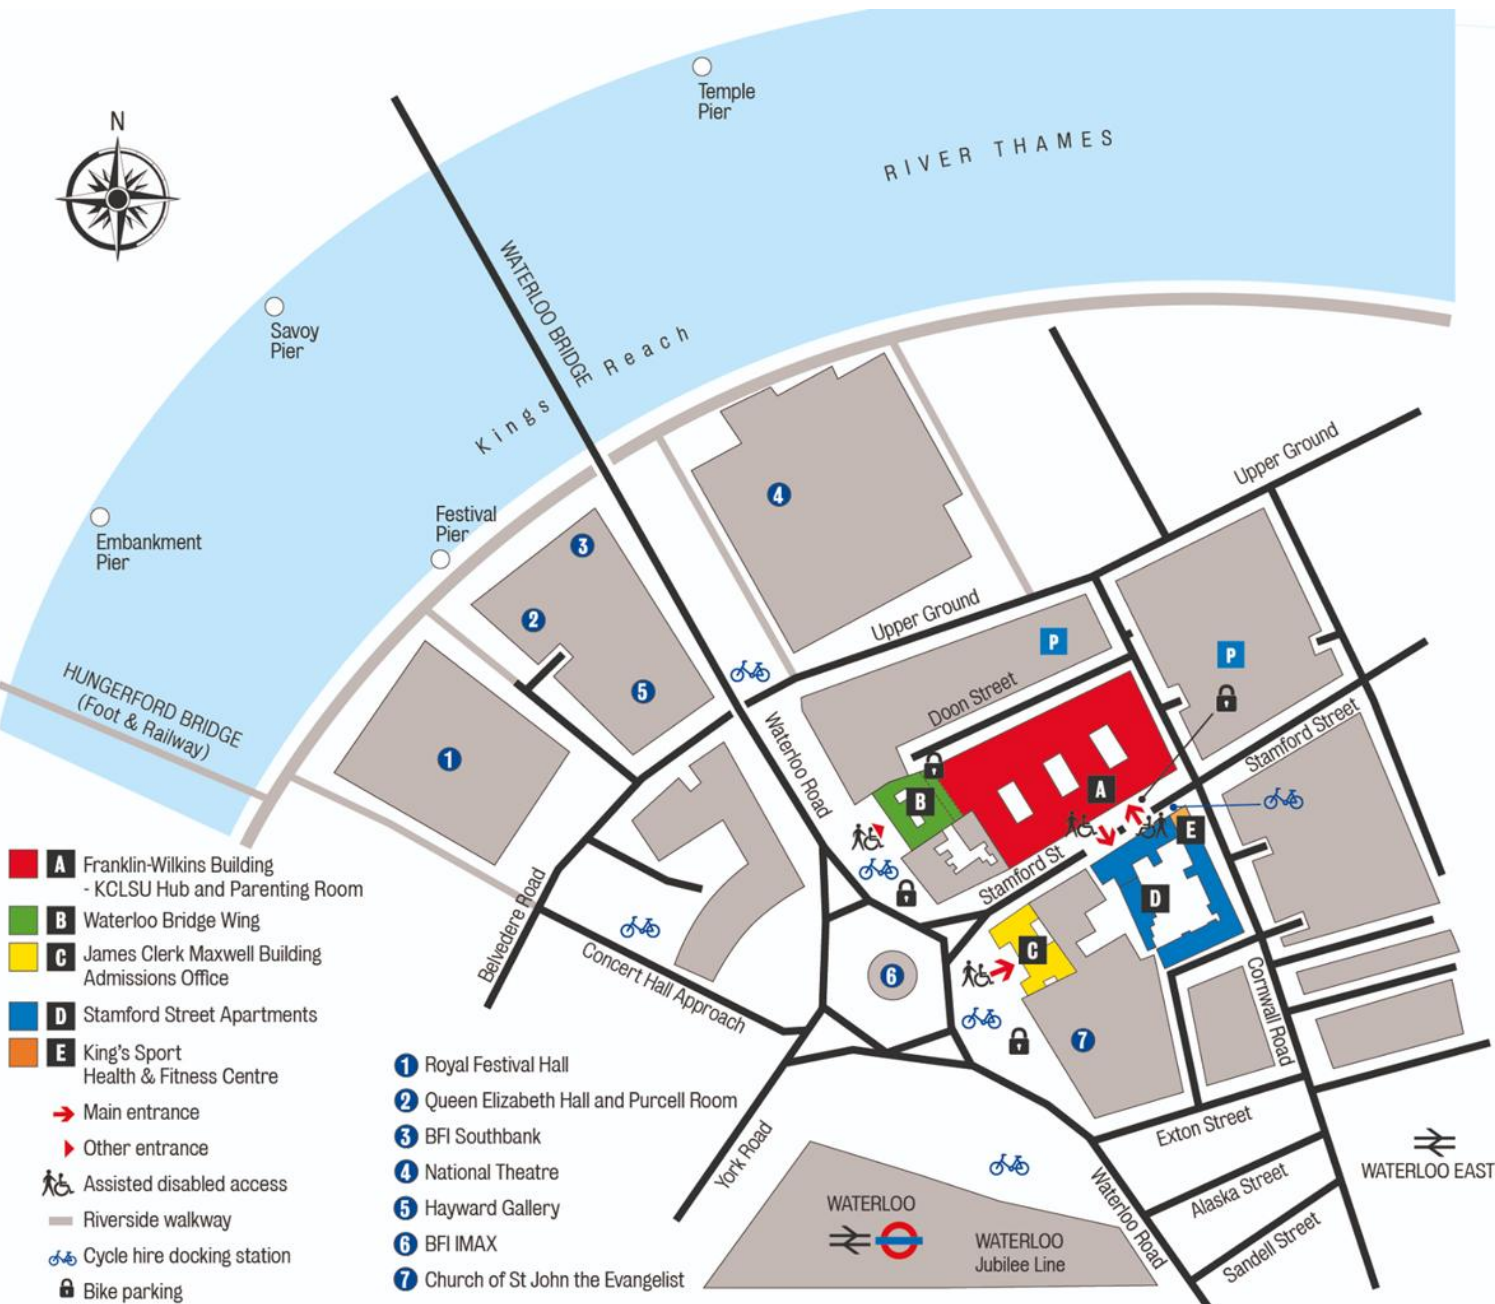 N
Temple
Pier
RIVER THAMES
WATERLOO BRIDGE
Savoy
Pier
Kings Reach
Upper Ground
4
Festival
Pier
3
Embankment
Pier
2
Upper Ground
P
P
HUNGERFORD BRIDGE
(Foot & Railway)
5
Doon Street
1
Waterloo Road
Stamford Street
A
B
E
Stamford St
D
C
Belvedere Road
Concert Hall Approach
6
Cornwall Road
7
Exton Street
York Road
Waterloo Road
Alaska Street
Sandell Street
WATERLOO EAST
WATERLOO
WATERLOO
Jubilee Line
A Franklin-Wilkins Building
- KCLSU Hub and Parenting Room
B Waterloo Bridge Wing
C James Clerk Maxwell Building
Admissions Office
D Stamford Street Apartments
E King's Sport
Health & Fitness Centre
Main entrance
Other entrance
Assisted disabled access
Riverside walkway
Cycle hire docking station
Bike parking
1 Royal Festival Hall
2 Queen Elizabeth Hall and Purcell Room
3 BFI Southbank
4 National Theatre
5 Hayward Gallery
6 BFI IMAX
7 Church of St John the Evangelist